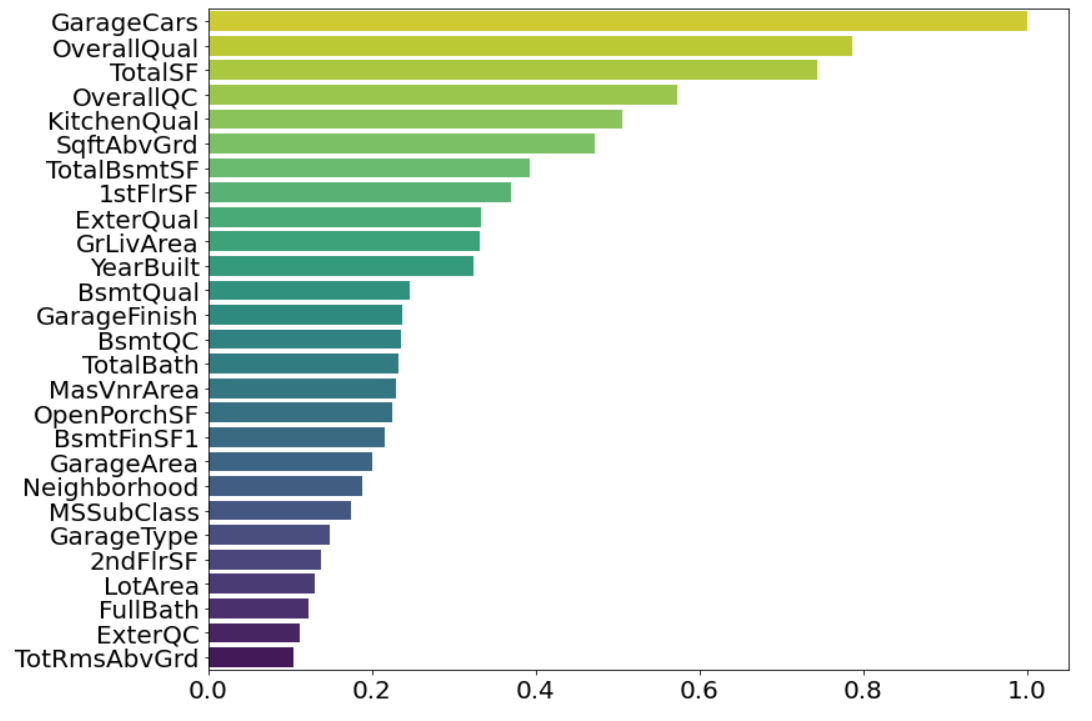 GarageCars
OverallQual
TotalSF
OverallQC
KitchenQual
SqftAbvGrd
TotalBsmtSF
1stFlrSF
ExterQual
GrLivArea
YearBuilt
BsmtQual
GarageFinish
BsmtQC
TotalBath
MasVnrArea
OpenPorchSF
BsmtFinSF1
GarageArea
Neighborhood
MSSubClass
GarageType
2ndFlrSF
LotArea
FullBath
ExterQC
TotRmsAbvGrd
0.0 0.2 0.4 0.6 0.8 1.0